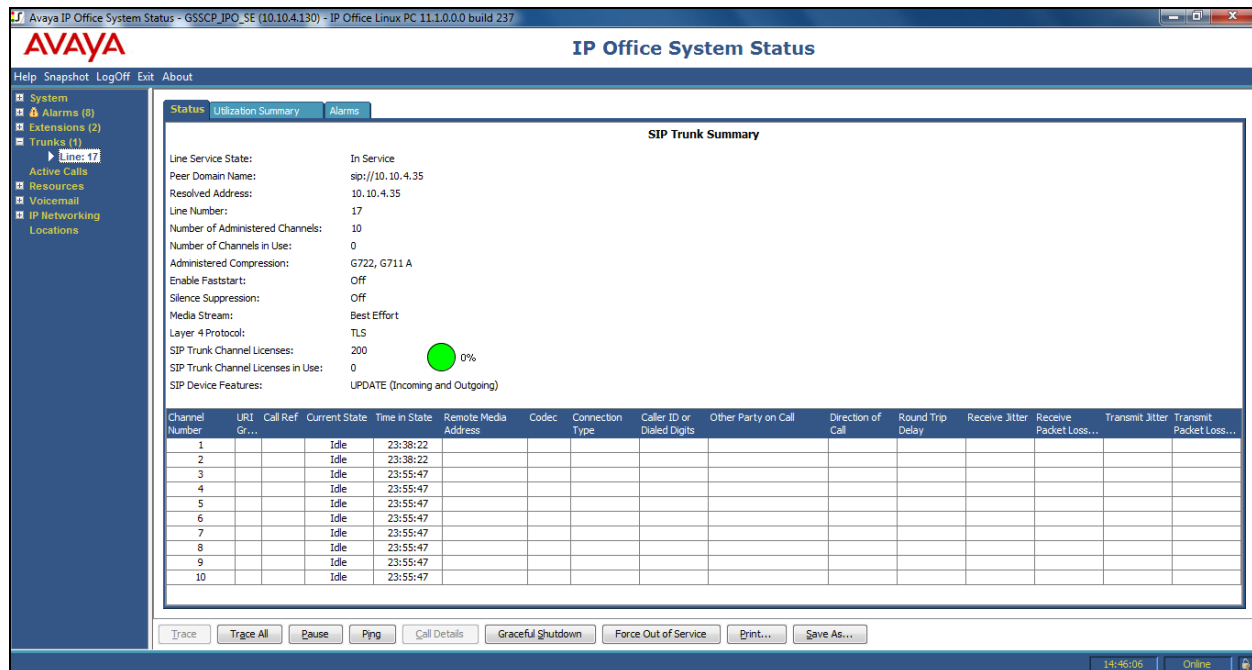 Avaya IP Office System Status - GSSCP_IPO_SE (10.10.4.130) - IP Office Linux PC 11.1.0.0.0 build 237
AVAYA
IP Office System Status
Help Snapshot LogOff Exit About
System
Alarms (8)
Extensions (2)
Trunks (1)
Line: 17
Active Calls
Resources
Voicemail
IP Networking
Locations
Status Utilization Summary Alarms
SIP Trunk Summary
Line Service State: In Service
Peer Domain Name: sip://10.10.4.35
Resolved Address: 10.10.4.35
Line Number: 17
Number of Administered Channels: 10
Number of Channels in Use: 0
Administered Compression: G722, G711 A
Enable Faststart: Off
Silence Suppression: Off
Media Stream: Best Effort
Layer 4 Protocol: TLS
SIP Trunk Channel Licenses: 200 0%
SIP Trunk Channel Licenses in Use: 0
SIP Device Features: UPDATE (Incoming and Outgoing)
Channel Number URI Gr... Call Ref Current State Time in State Remote Media Address Codec Connection Type Caller ID or Dialed Digits Other Party on Call Direction of Call Round Trip Delay Receive Jitter Receive Packet Loss... Transmit Jitter Transmit Packet Loss...
1 Idle 23:38:22
2 Idle 23:38:22
3 Idle 23:55:47
4 Idle 23:55:47
5 Idle 23:55:47
6 Idle 23:55:47
7 Idle 23:55:47
8 Idle 23:55:47
9 Idle 23:55:47
10 Idle 23:55:47
Trace Trace All Pause Ping Call Details Graceful Shutdown Force Out of Service Print... Save As...
14:46:06 Online